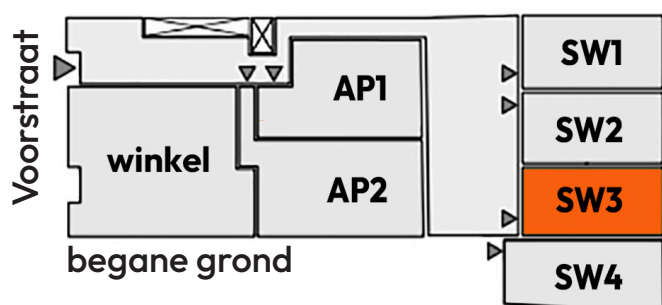 Voorstraat
SW1
AP1
SW2
winkel
AP2
SW3
begane grond
SW4